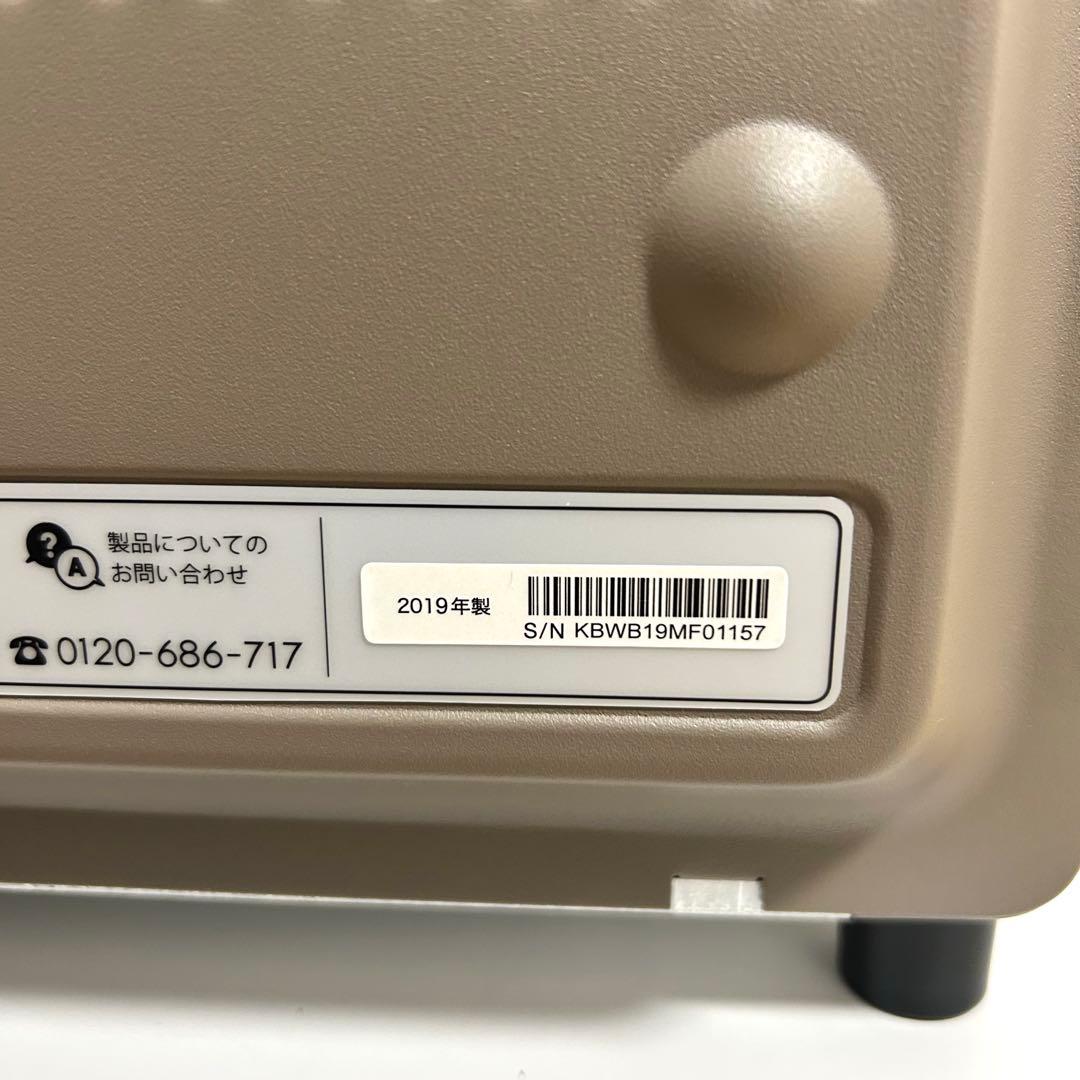 ? A
製品についての
お問い合わせ
☎0120-686-717
2019年製
S/N KBWB19MF01157